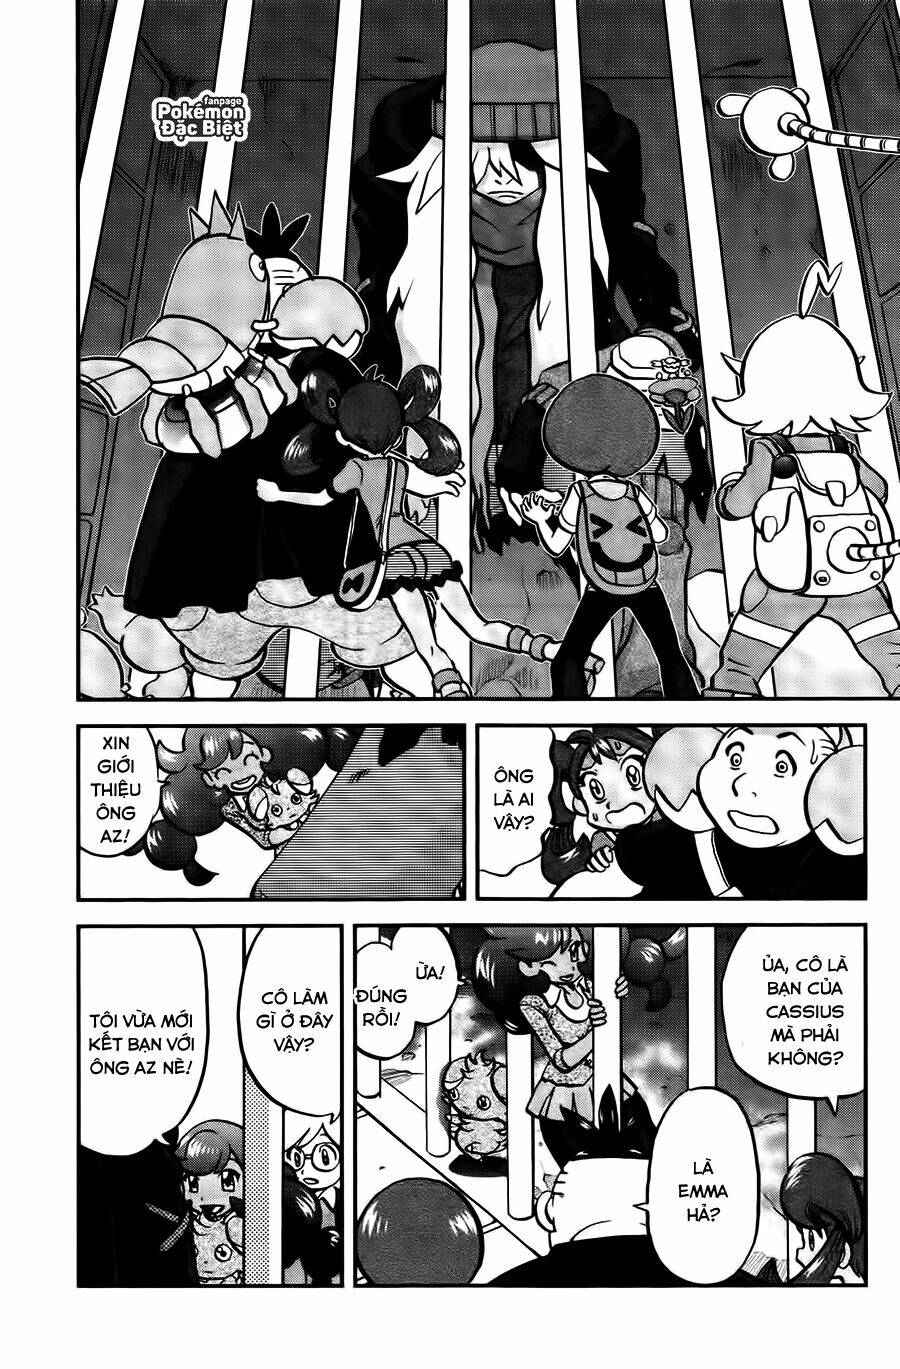 fanpage
Pokémon
Đặc Biệt
ÔNG
LÀ AI
VẬY?
XIN
GIỚI
THIỆU
ÔNG
AZ!
ỦA, CÔ LÀ
BẠN CỦA
CASSIUS
MÀ PHẢI
KHÔNG?
LÀ
EMMA
HẢ?
ỪA!
ĐÚNG
RỒI!
CÔ LÀM
GÌ Ở ĐÂY
VẬY?
TÔI VỪA MỚI
KẾT BẠN VỚI
ÔNG AZ NÈ!